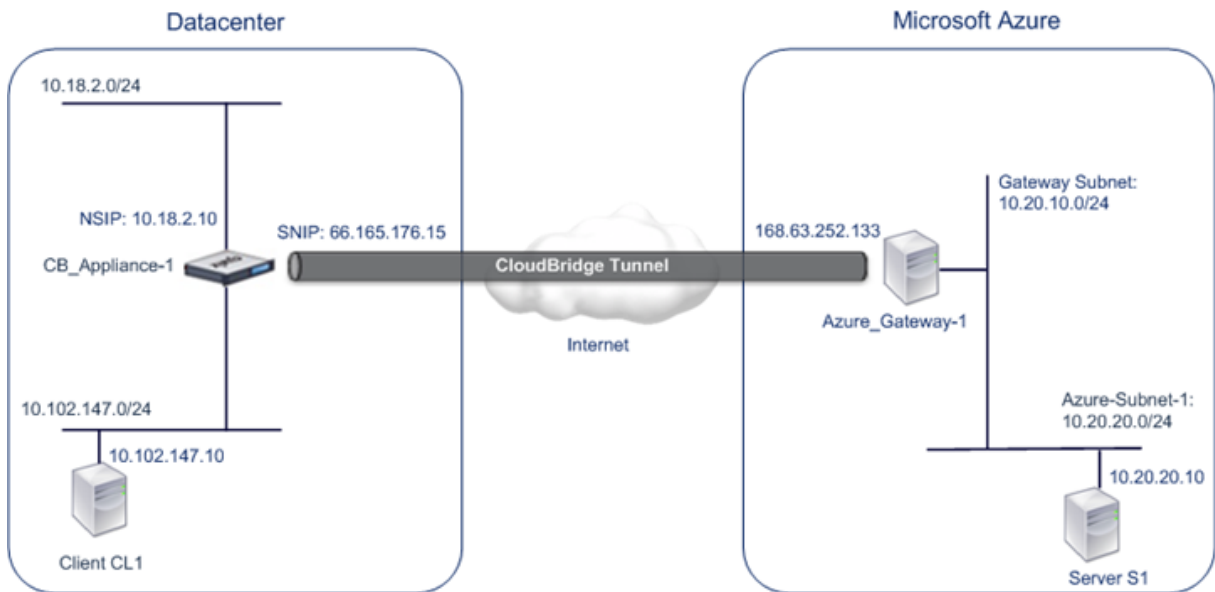 Datacenter
Microsoft Azure
10.18.2.0/24
NSIP: 10.18.2.10
SNIP: 66.165.176.15
CB_Appliance-1
CloudBridge Tunnel
Internet
168.63.252.133
Azure_Gateway-1
Gateway Subnet:
10.20.10.0/24
10.102.147.0/24
10.102.147.10
Client CL1
Azure-Subnet-1:
10.20.20.0/24
10.20.20.10
Server S1